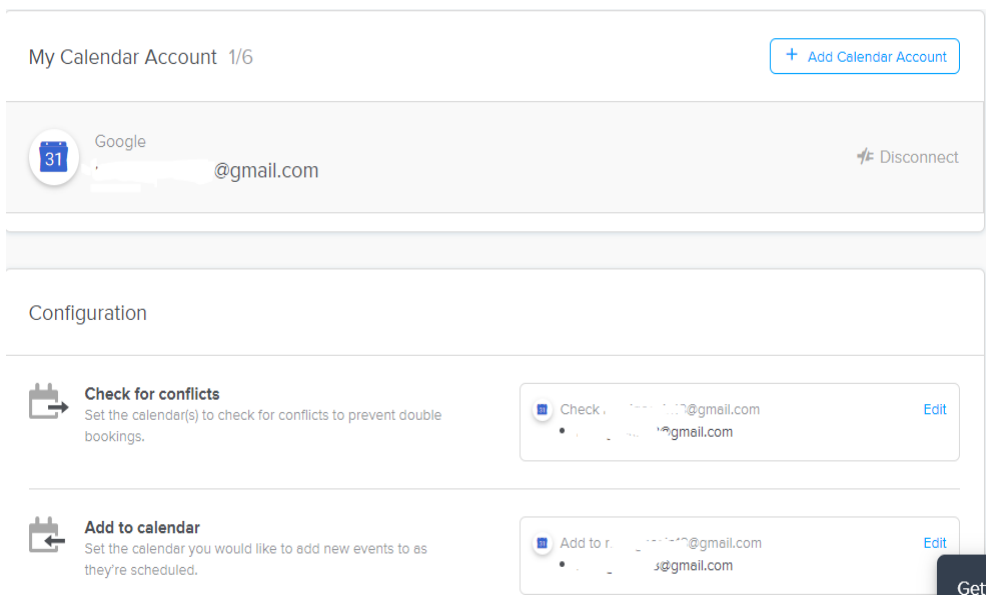 My Calendar Account 1/6
+ Add Calendar Account
Google
31
@gmail.com
Disconnect
Configuration
Check for conflicts
Set the calendar(s) to check for conflicts to prevent double
bookings.
31 Check @gmail.com
Edit
• @gmail.com
Add to calendar
Set the calendar you would like to add new events to as
they're scheduled.
31 Add to @gmail.com
Edit
• @gmail.com
Get